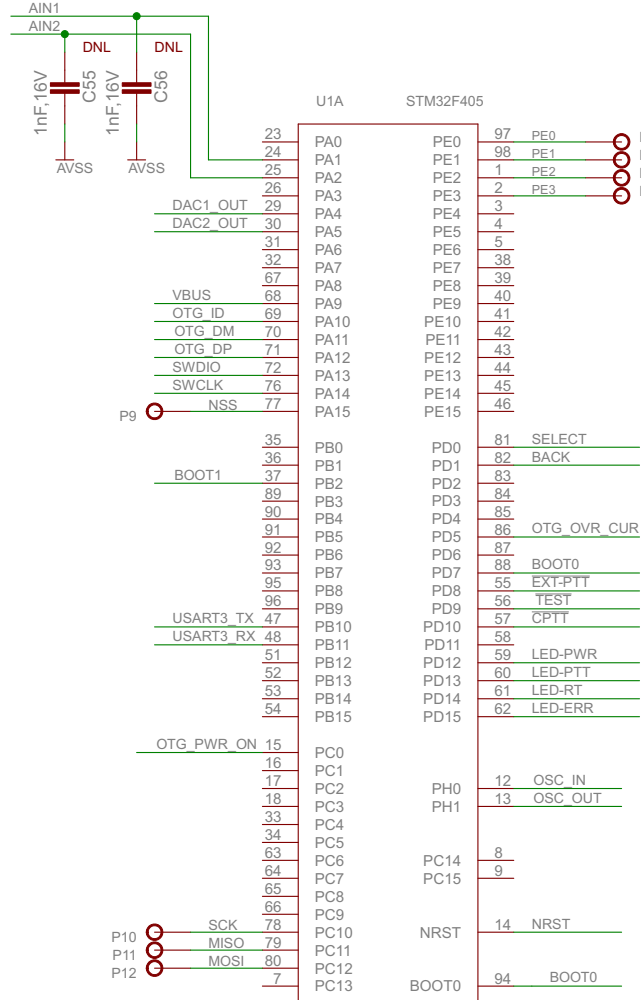 AIN1
AIN2
DNL DNL
1nF,16V C55 1nF,16V C56
AVSS AVSS
U1A STM32F405
23 PA0 PE0 97 PE0
24 PA1 PE1 98 PE1
25 PA2 PE2 1 PE2
26 PA3 PE3 2 PE3
DAC1_OUT 29 PA4 PE4 3
DAC2_OUT 30 PA5 PE5 4
31 PA6 PE6 5
32 PA7 PE7 38
67 PA8 PE8 39
VBUS 68 PA9 PE9 40
OTG_ID 69 PA10 PE10 41
OTG_DM 70 PA11 PE11 42
OTG_DP 71 PA12 PE12 43
SWDIO 72 PA13 PE13 44
SWCLK 76 PA14 PE14 45
P9 NSS 77 PA15 PE15 46
35 PB0 PD0 81 SELECT
36 PB1 PD1 82 BACK
BOOT1 37 PB2 PD2 83
89 PB3 PD3 84
90 PB4 PD4 85
91 PB5 PD5 86 OTG_OVR_CUR
92 PB6 PD6 87
93 PB7 PD7 88 BOOT0
95 PB8 PD8 55 EXT-PTT
96 PB9 PD9 56 TEST
USART3_TX 47 PB10 PD10 57 CPTT
USART3_RX 48 PB11 PD11 58
51 PB12 PD12 59 LED-PWR
52 PB13 PD13 60 LED-PTT
53 PB14 PD14 61 LED-RT
54 PB15 PD15 62 LED-ERR
OTG_PWR_ON 15 PC0
16 PC1
17 PC2 PH0 12 OSC_IN
18 PC3 PH1 13 OSC_OUT
33 PC4
34 PC5
63 PC6 PC14 8
64 PC7 PC15 9
65 PC8
66 PC9
P10 SCK 78 PC10 NRST 14 NRST
P11 MISO 79 PC11
P12 MOSI 80 PC12
7 PC13 BOOT0 94 BOOT0